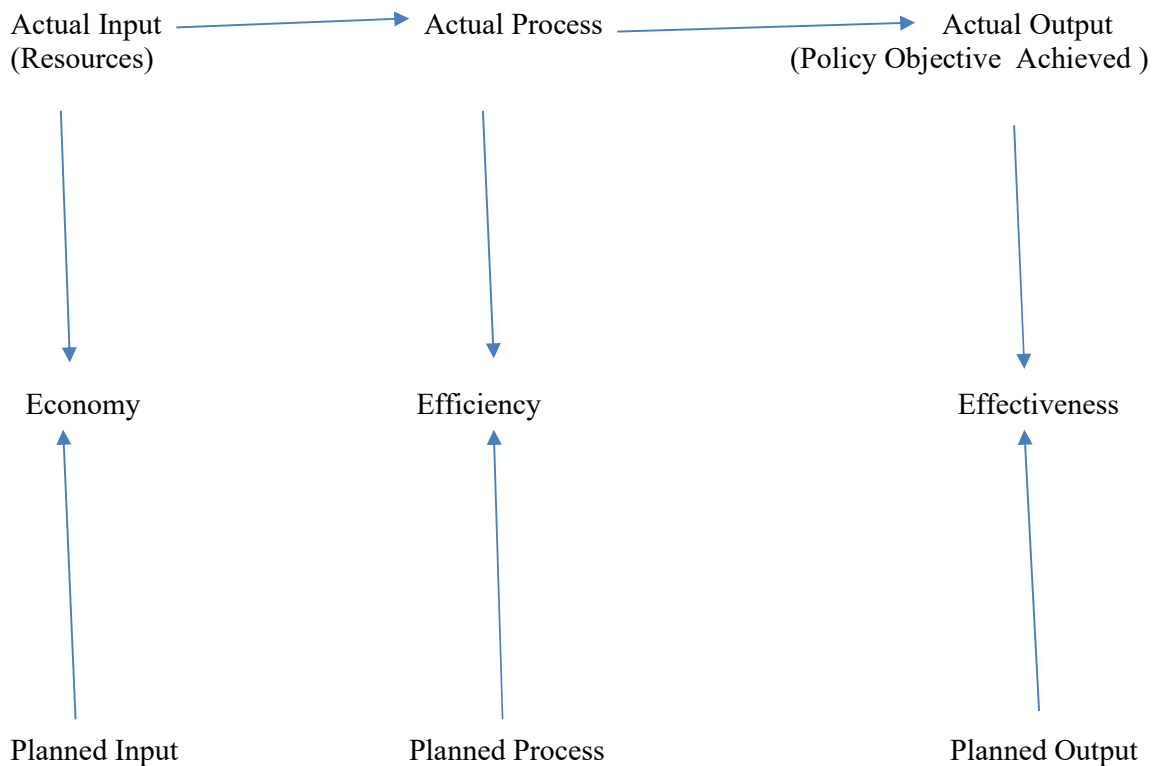 Actual Input Actual Process Actual Output
(Resources) (Policy Objective Achieved )
Economy Efficiency Effectiveness
Planned Input Planned Process Planned Output